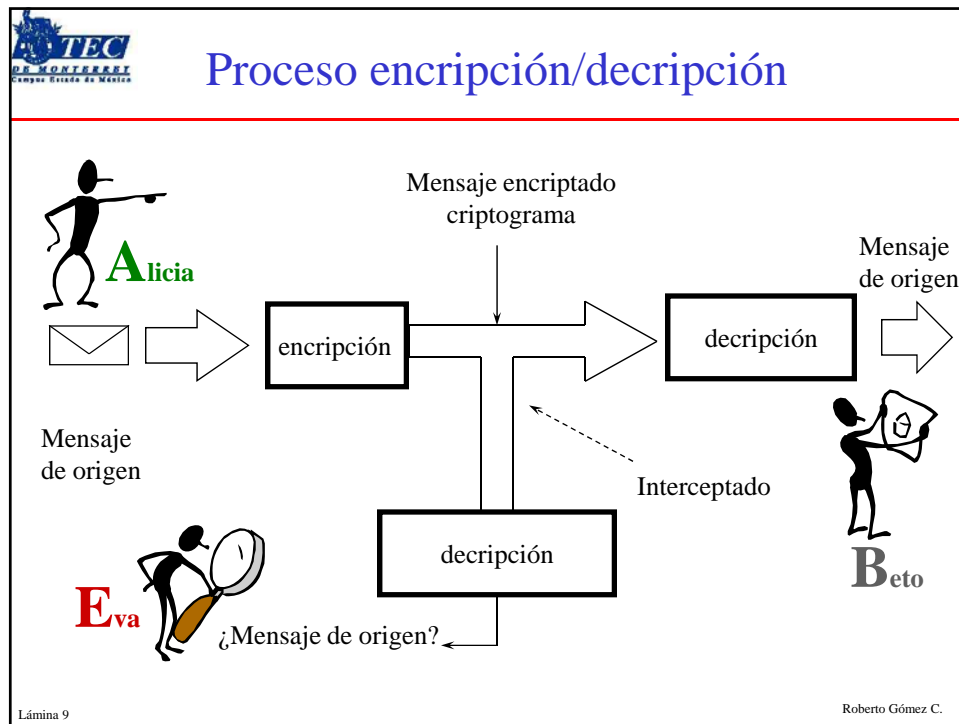 TEC
DE MONTERREY
Campus Estado de México
Proceso encripción/decripción
Mensaje encriptado
criptograma
Alicia
Mensaje
de origen
encripción
decripción
Mensaje
de origen
Interceptado
decripción
Beto
Eva
¿Mensaje de origen?
Lámina 9
Roberto Gómez C.